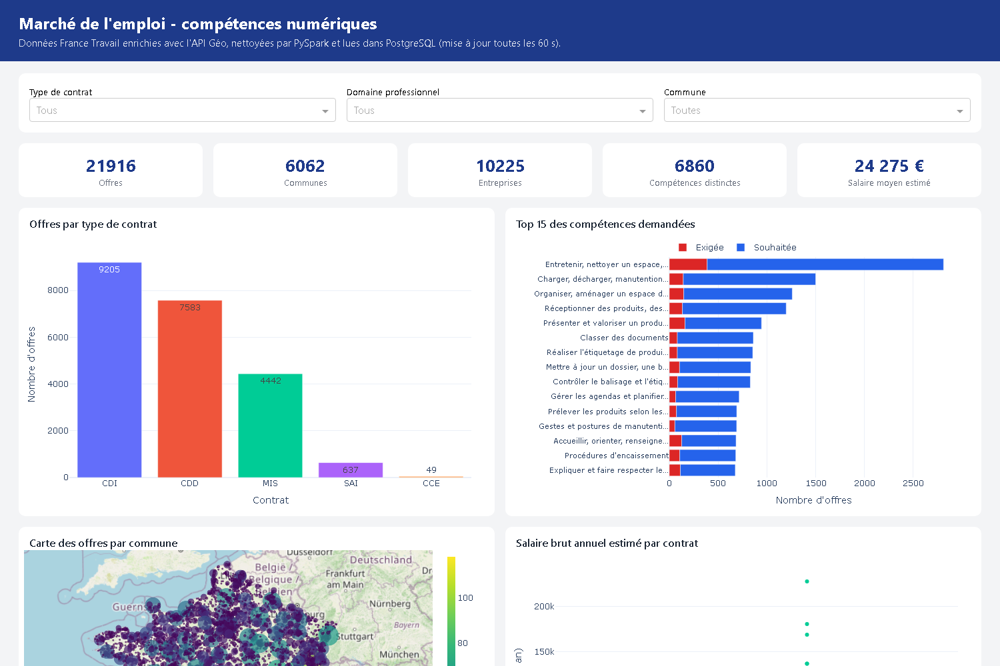 Marché de l'emploi - compétences numériques
Données France Travail enrichies avec l'API Géo, nettoyées par PySpark et lues dans PostgreSQL (mise à jour toutes les 60 s).
Type de contrat
Domaine professionnel
Commune
Tous
Tous
Toutes
21916
Offres
6062
Communes
10225
Entreprises
6860
Compétences distinctes
24 275 €
Salaire moyen estimé
Offres par type de contrat
9205
7583
4442
637
49
8000
6000
4000
2000
0
Nombre d'offres
CDI
CDD
MIS
SAI
CCE
Contrat
Top 15 des compétences demandées
Exigée
Souhaitée
Entretenir, nettoyer un espace,...
Charger, décharger, manutention...
Organiser, aménager un espace d...
Réceptionner des produits, des...
Présenter et valoriser un produ...
Classer des documents
Réaliser l'étiquetage de produi...
Mettre à jour un dossier, une b...
Contrôler le balisage et l'étiq...
Gérer les agendas et planifier...
Prélever les produits selon les...
Gestes et postures de manutenti...
Accueillir, orienter, renseigne...
Procédures d'encaissement
Expliquer et faire respecter le...
0
500
1000
1500
2000
2500
Nombre d'offres
Carte des offres par commune
Düsseldorf
Deutschland
België /
Belgique /
Belgien
Frankfurt
am Main
Dr
Guerns
Nürnberg
Bayern
Stuttgart
München
100
80
Salaire brut annuel estimé par contrat
200k
150k
an)